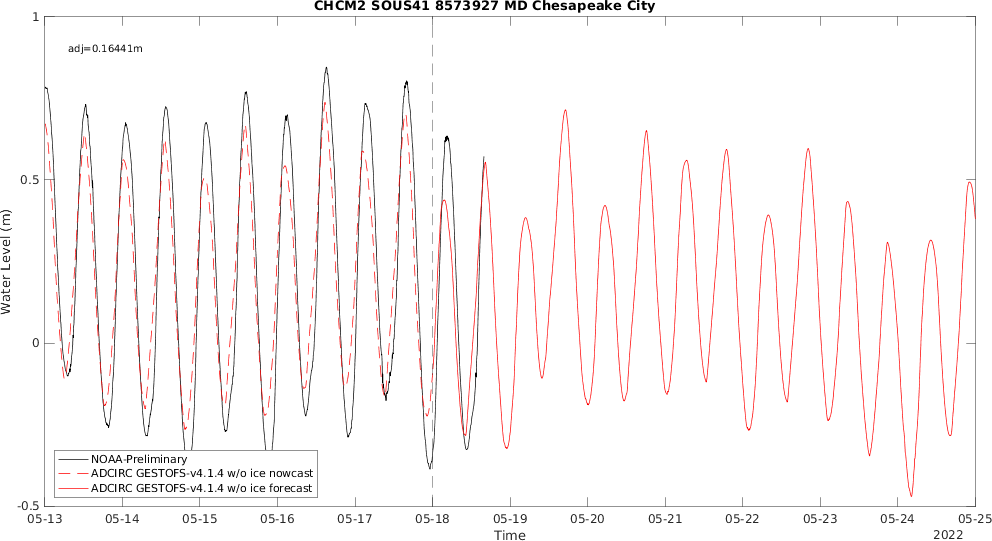 CHCM2 SOUS41 8573927 MD Chesapeake City
adj=0.16441m
1
0.5
0
-0.5
Water Level (m)
NOAA-Preliminary
ADCIRC GESTOFS-v4.1.4 w/o ice nowcast
ADCIRC GESTOFS-v4.1.4 w/o ice forecast
05-13 05-14 05-15 05-16 05-17 05-18 05-19 05-20 05-21 05-22 05-23 05-24 05-25
Time
2022